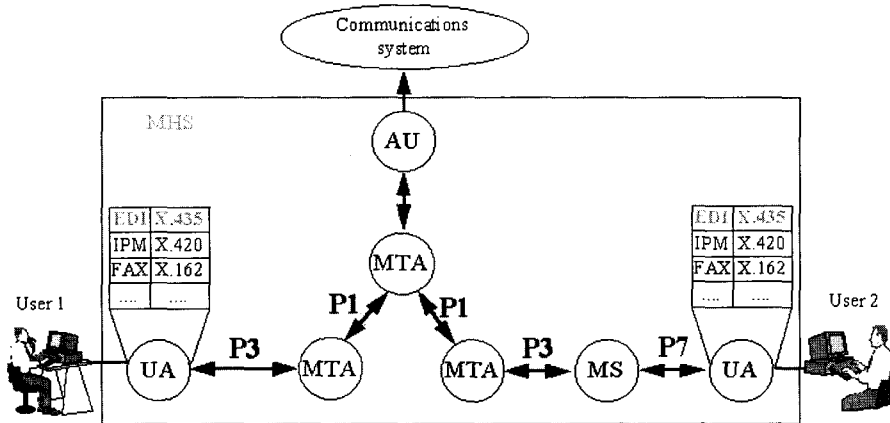 Communications
system
MHS
AU
EDI X.435
IPM X.420
FAX X.162
.... ....
EDI X.435
IPM X.420
FAX X.162
.... ....
MTA
User 1
User 2
P1
P1
UA
P3
MTA
MTA
P3
MS
P7
UA